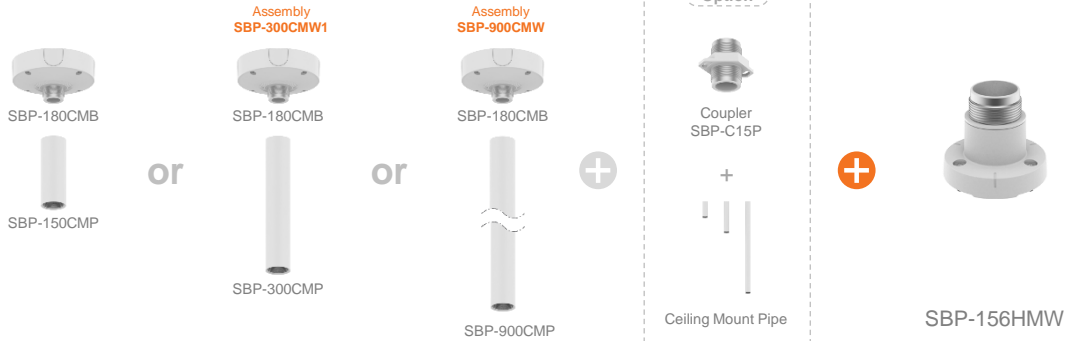 Option
Assembly
SBP-300CMW1
Assembly
SBP-900CMW
SBP-180CMB
SBP-180CMB
SBP-180CMB
Coupler
SBP-C15P
or
or
+
+
+
SBP-150CMP
SBP-300CMP
SBP-900CMP
Ceiling Mount Pipe
SBP-156HMW